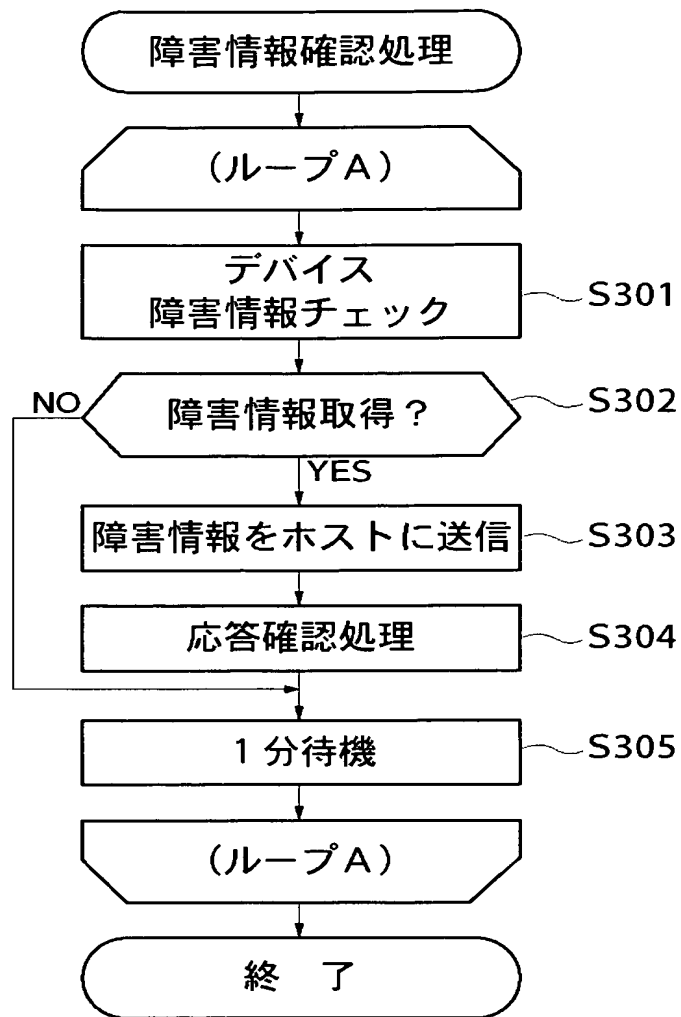 障害情報確認処理
(ループA)
デバイス
障害情報チェック
S301
障害情報取得?
S302
NO
YES
障害情報をホストに送信
S303
応答確認処理
S304
1分待機
S305
(ループA)
終 了